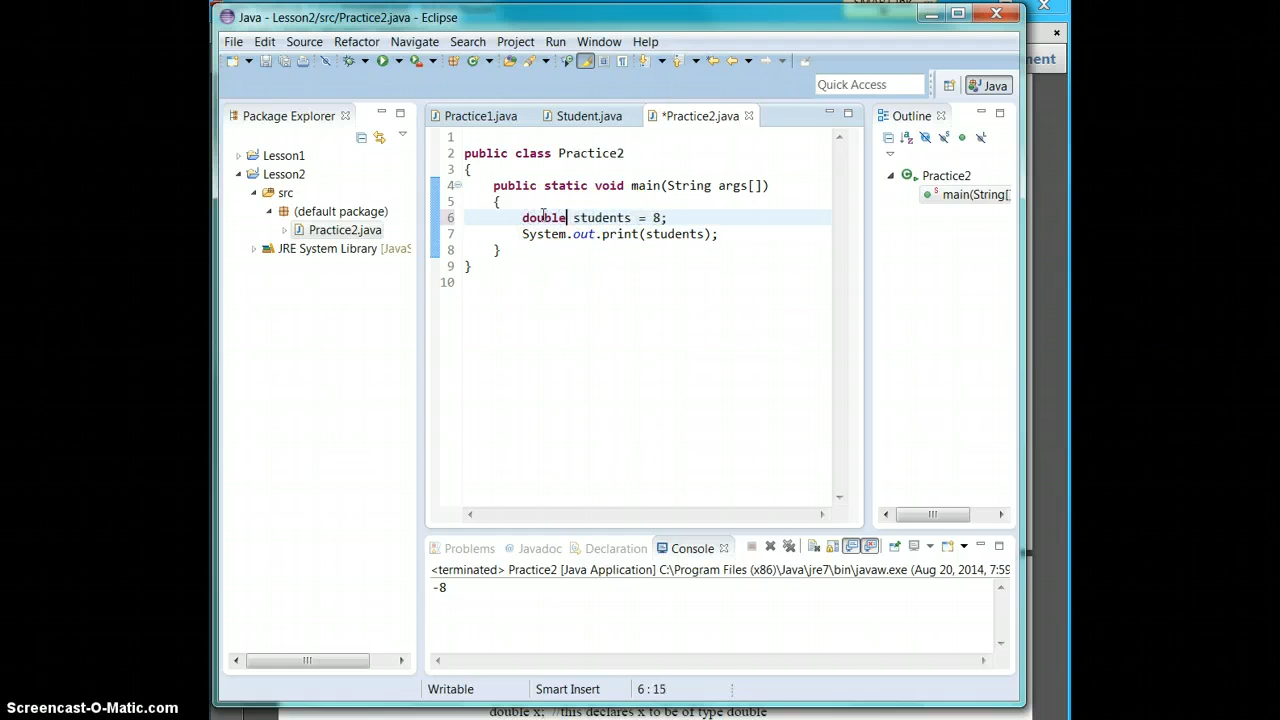 Java - Lesson2/src/Practice2.java - Eclipse
File Edit Source Refactor Navigate Search Project Run Window Help
ment
Quick Access
Java
Package Explorer
Practice1.java
Student.java
*Practice2.java
Outline
Lesson1
Lesson2
src
(default package)
Practice2.java
JRE System Library [JavaS
1
2 public class Practice2
3 {
4 public static void main(String args[])
5 {
6 double students = 8;
7 System.out.print(students);
8 }
9 }
10
Practice2
main(String[
Problems
Javadoc
Declaration
Console
<terminated> Practice2 [Java Application] C:\Program Files (x86)\Java\jre7\bin\javaw.exe (Aug 20, 2014, 7:59
-8
Writable
Smart Insert
6 : 15
Screencast-O-Matic.com
double x; //this declares x to be of type double